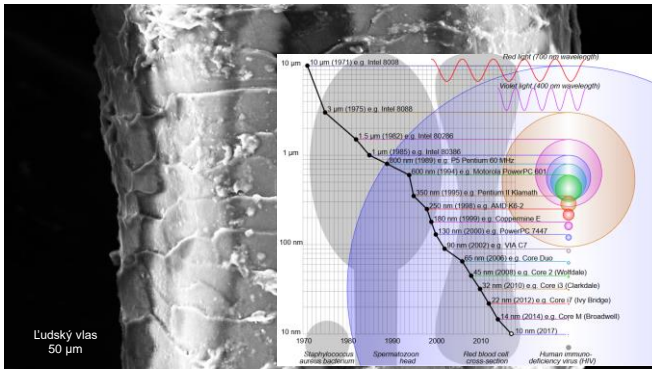 Red light (700 nm wavelength)
10 µm
10 µm (1971) e.g. Intel 8008
Violet light (400 nm wavelength)
3 µm (1975) e.g. Intel 8088
1.5 µm (1982) e.g. Intel 80286
1 µm
1 µm (1985) e.g. Intel 80386
800 nm (1989) e.g. P5 Pentium 60 MHz
600 nm (1994) e.g. Motorola PowerPC 601
350 nm (1995) e.g. Pentium II Klamath
250 nm (1998) e.g. AMD K6-2
180 nm (1999) e.g. Coppermine E
130 nm (2000) e.g. PowerPC 7447
100 nm
90 nm (2002) e.g. VIA C7
65 nm (2006) e.g. Core Duo
45 nm (2008) e.g. Core 2 (Wolfdale)
32 nm (2010) e.g. Core i3 (Clarkdale)
22 nm (2012) e.g. Core i7 (Ivy Bridge)
14 nm (2014) e.g. Core M (Broadwell)
10 nm
10 nm (2017)
1970 1980 1985 1990 1995 2000 2010
Staphylococcus aureus bacterium
Spermatozoon head
Red blood cell cross-section
Human immuno-
deficiency virus (HIV)
Ľudský vlas
50 µm